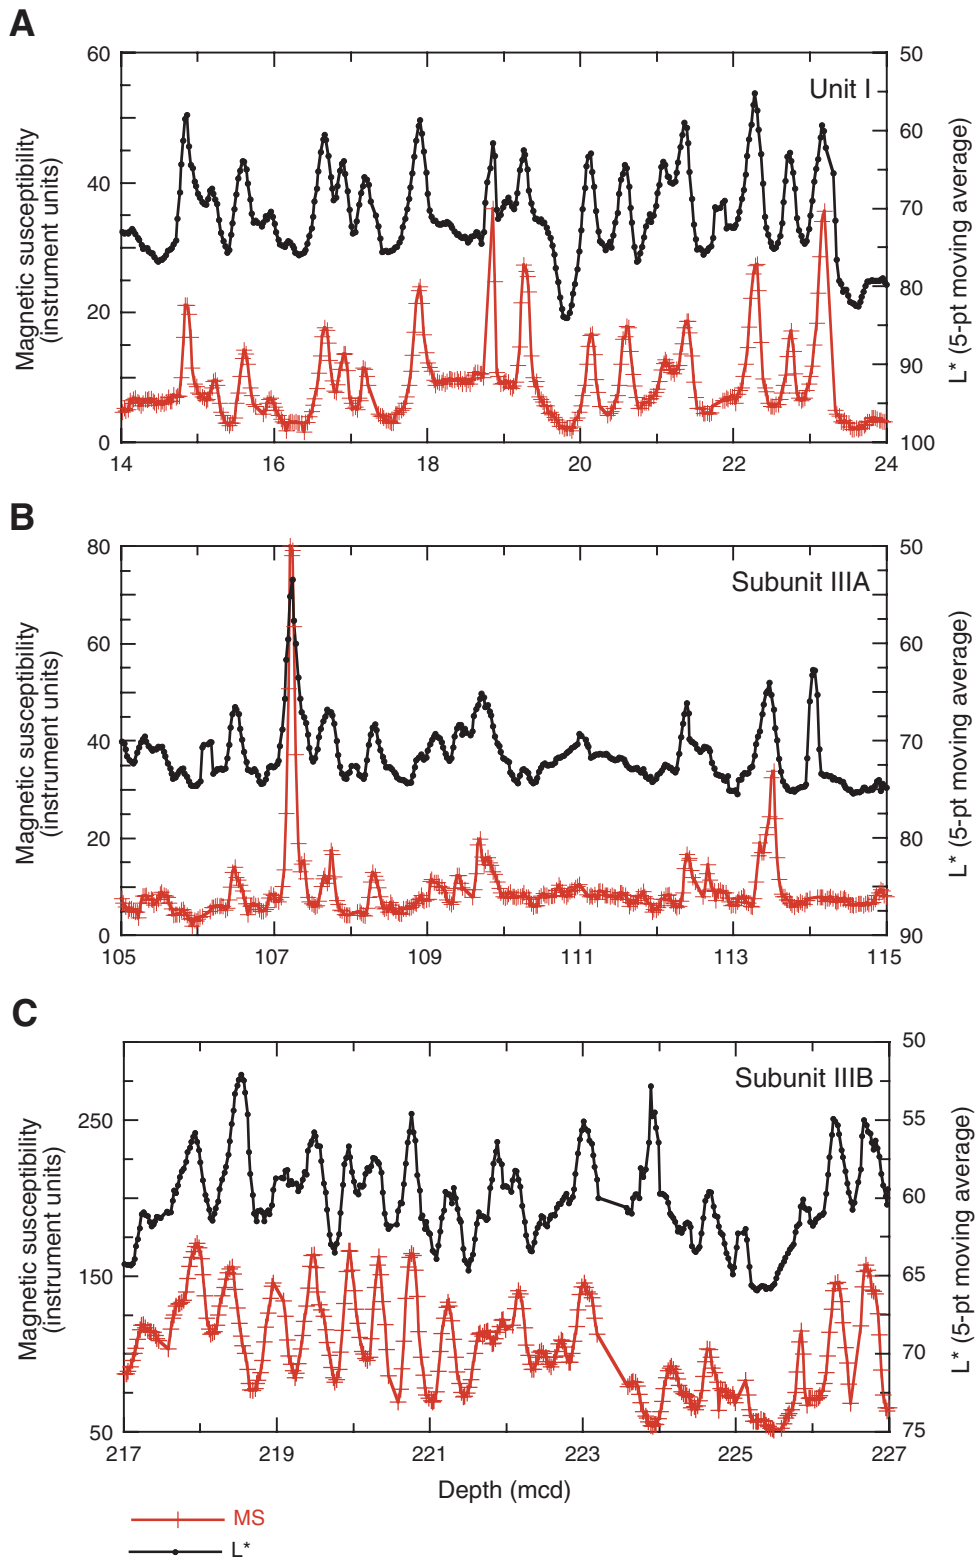 A
60
40
20
0
Magnetic susceptibility
(instrument units)
Unit I
50
60
70
80
90
100
L* (5-pt moving average)
14 16 18 20 22 24
B
80
60
40
20
0
Magnetic susceptibility
(instrument units)
Subunit IIIA
50
60
70
80
90
L* (5-pt moving average)
105 107 109 111 113 115
C
250
150
50
Magnetic susceptibility
(instrument units)
Subunit IIIB
50
55
60
65
70
75
L* (5-pt moving average)
217 219 221 223 225 227
Depth (mcd)
MS
L*